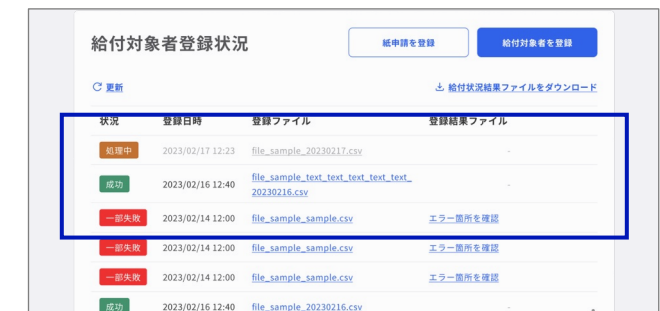 給付対象者登録状況
紙申請を登録
給付対象者を登録
更新
給付状況結果ファイルをダウンロード
状況 登録日時 登録ファイル 登録結果ファイル
処理中 2023/02/17 12:23 file_sample_20230217.csv -
成功 2023/02/16 12:40 file_sample_text_text_text_text_text_
20230216.csv -
一部失敗 2023/02/14 12:00 file_sample_sample.csv エラー箇所を確認
一部失敗 2023/02/14 12:00 file_sample_sample.csv エラー箇所を確認
一部失敗 2023/02/14 12:00 file_sample_sample.csv エラー箇所を確認
成功 2023/02/16 12:40 file_sample_20230216.csv -